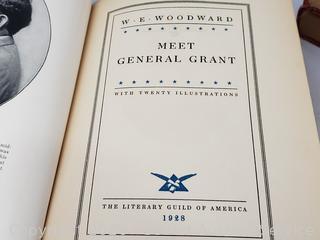 W · E · WOODWARD
MEET
GENERAL GRANT
WITH TWENTY ILLUSTRATIONS
THE LITERARY GUILD OF AMERICA
1928